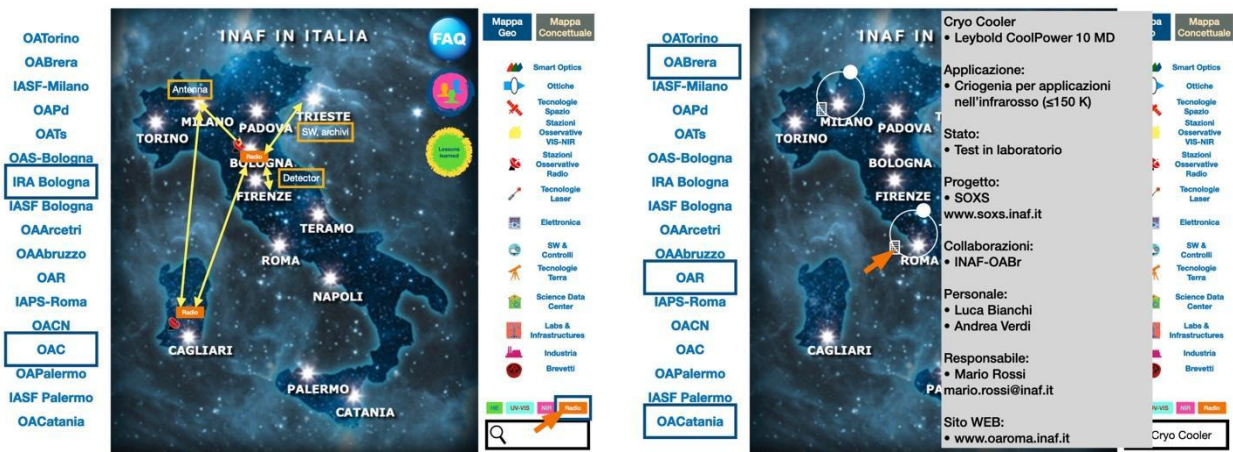 OATorino
OABrera
IASF-Milano
OAPd
OATs
OAS-Bologna
IRA Bologna
IASF Bologna
OAArcetri
OAAbruzzo
OAR
IAPS-Roma
OACN
OAC
OAPalermo
IASF Palermo
OACatania
INAF IN ITALIA
FAQ
Lessons
learned
Antenna
MILANO
TORINO
PADOVA
TRIESTE
SW, archivi
Radio
BOLOGNA
Detector
FIRENZE
TERAMO
ROMA
NAPOLI
Radio
CAGLIARI
PALERMO
CATANIA
Mappa
Geo
Mappa
Concettuale
Smart Optics
Ottiche
Tecnologie
Spazio
Stazioni
Osservative
VIS-NIR
Stazioni
Osservative
Radio
Tecnologie
Laser
Elettronica
SW &
Controlli
Tecnologie
Terra
Science Data
Center
Labs &
Infrastructures
Industria
Brevetti
HE
UV-VIS
NIR
Radio
OATorino
OABrera
IASF-Milano
OAPd
OATs
OAS-Bologna
IRA Bologna
IASF Bologna
OAArcetri
OAAbruzzo
OAR
IAPS-Roma
OACN
OAC
OAPalermo
IASF Palermo
OACatania
INAF IN
MILANO
TORINO
PADOVA
T
BOLOGNA
FIRENZE
T
ROMA
CAGLIARI
PA
Cryo Cooler
• Leybold CoolPower 10 MD
Applicazione:
• Criogenia per applicazioni
nell'infrarosso (≤150 K)
Stato:
• Test in laboratorio
Progetto:
• SOXS
www.soxs.inaf.it
Collaborazioni:
• INAF-OABr
Personale:
• Luca Bianchi
• Andrea Verdi
Responsabile:
• Mario Rossi
mario.rossi@inaf.it
Sito WEB:
• www.oaroma.inaf.it
Mappa
Concettuale
Smart Optics
Ottiche
Tecnologie
Spazio
Stazioni
Osservative
VIS-NIR
Stazioni
Osservative
Radio
Tecnologie
Laser
Elettronica
SW &
Controlli
Tecnologie
Terra
Science Data
Center
Labs &
Infrastructures
Industria
Brevetti
UV-VIS
NIR
Radio
Cryo Cooler